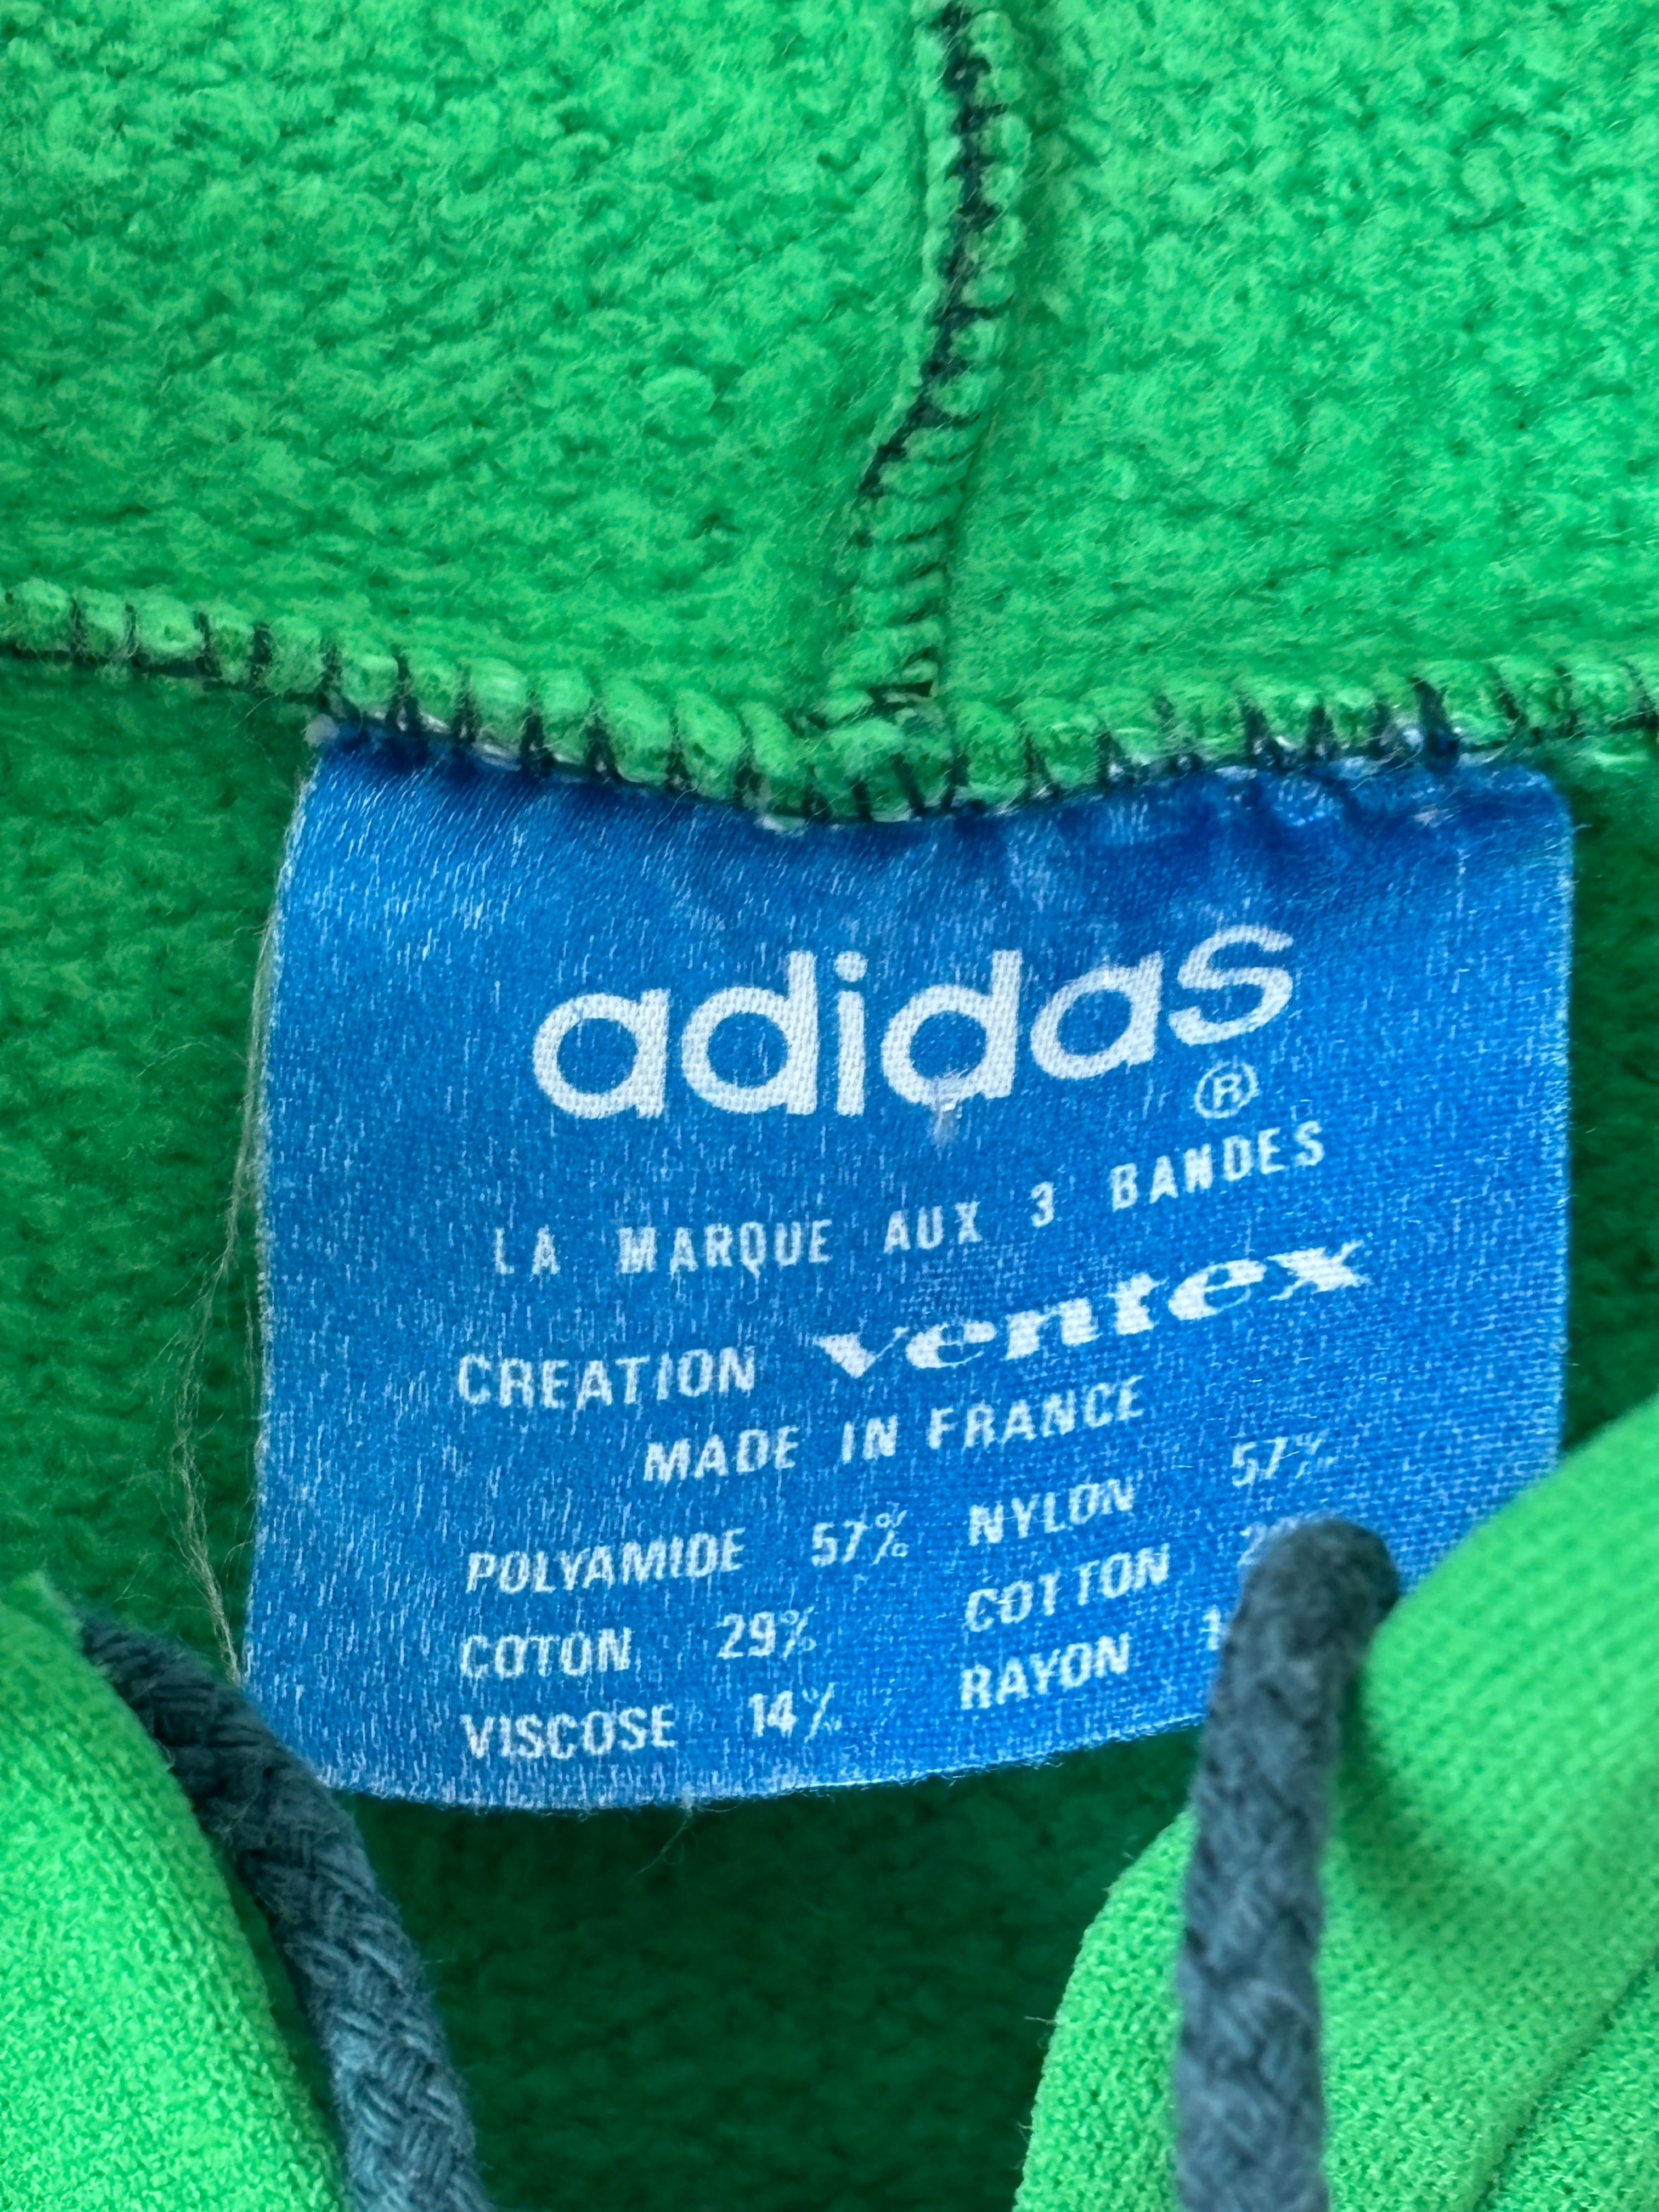 adidas
®
LA MARQUE AUX 3 BANDES
CREATION ventex
MADE IN FRANCE
POLYAMIDE 57% NYLON 57%
COTON 29% COTTON
VISCOSE 14% RAYON